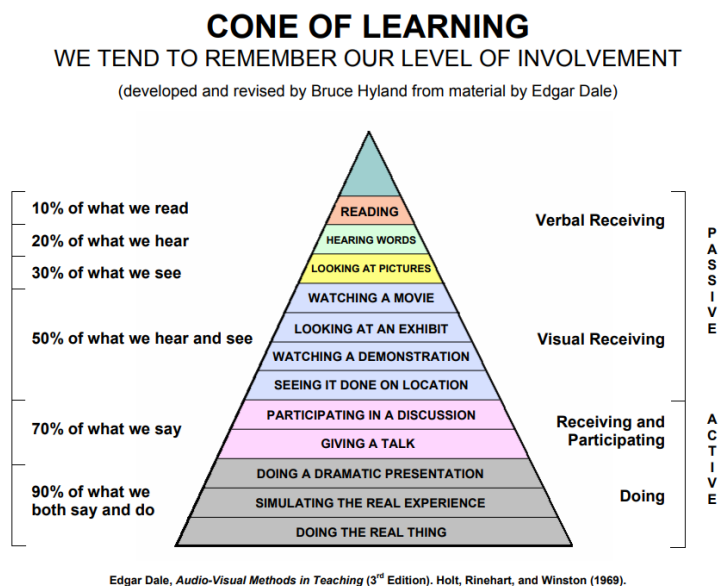 CONE OF LEARNING
WE TEND TO REMEMBER OUR LEVEL OF INVOLVEMENT
(developed and revised by Bruce Hyland from material by Edgar Dale)
10% of what we read
READING
Verbal Receiving
20% of what we hear
HEARING WORDS
30% of what we see
LOOKING AT PICTURES
PASSIVE
50% of what we hear and see
WATCHING A MOVIE
LOOKING AT AN EXHIBIT
WATCHING A DEMONSTRATION
SEEING IT DONE ON LOCATION
Visual Receiving
70% of what we say
PARTICIPATING IN A DISCUSSION
GIVING A TALK
Receiving and
Participating
ACTIVE
90% of what we
both say and do
DOING A DRAMATIC PRESENTATION
SIMULATING THE REAL EXPERIENCE
DOING THE REAL THING
Doing
Edgar Dale, Audio-Visual Methods in Teaching (3rd Edition). Holt, Rinehart, and Winston (1969).